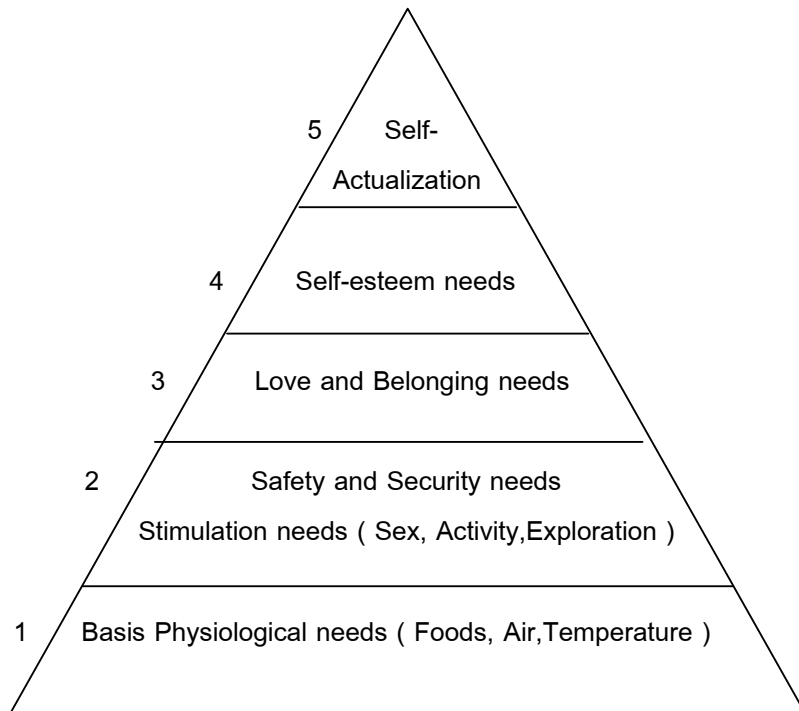 5 Self-
Actualization
4 Self-esteem needs
3 Love and Belonging needs
2 Safety and Security needs
Stimulation needs ( Sex, Activity,Exploration )
1 Basis Physiological needs ( Foods, Air,Temperature )